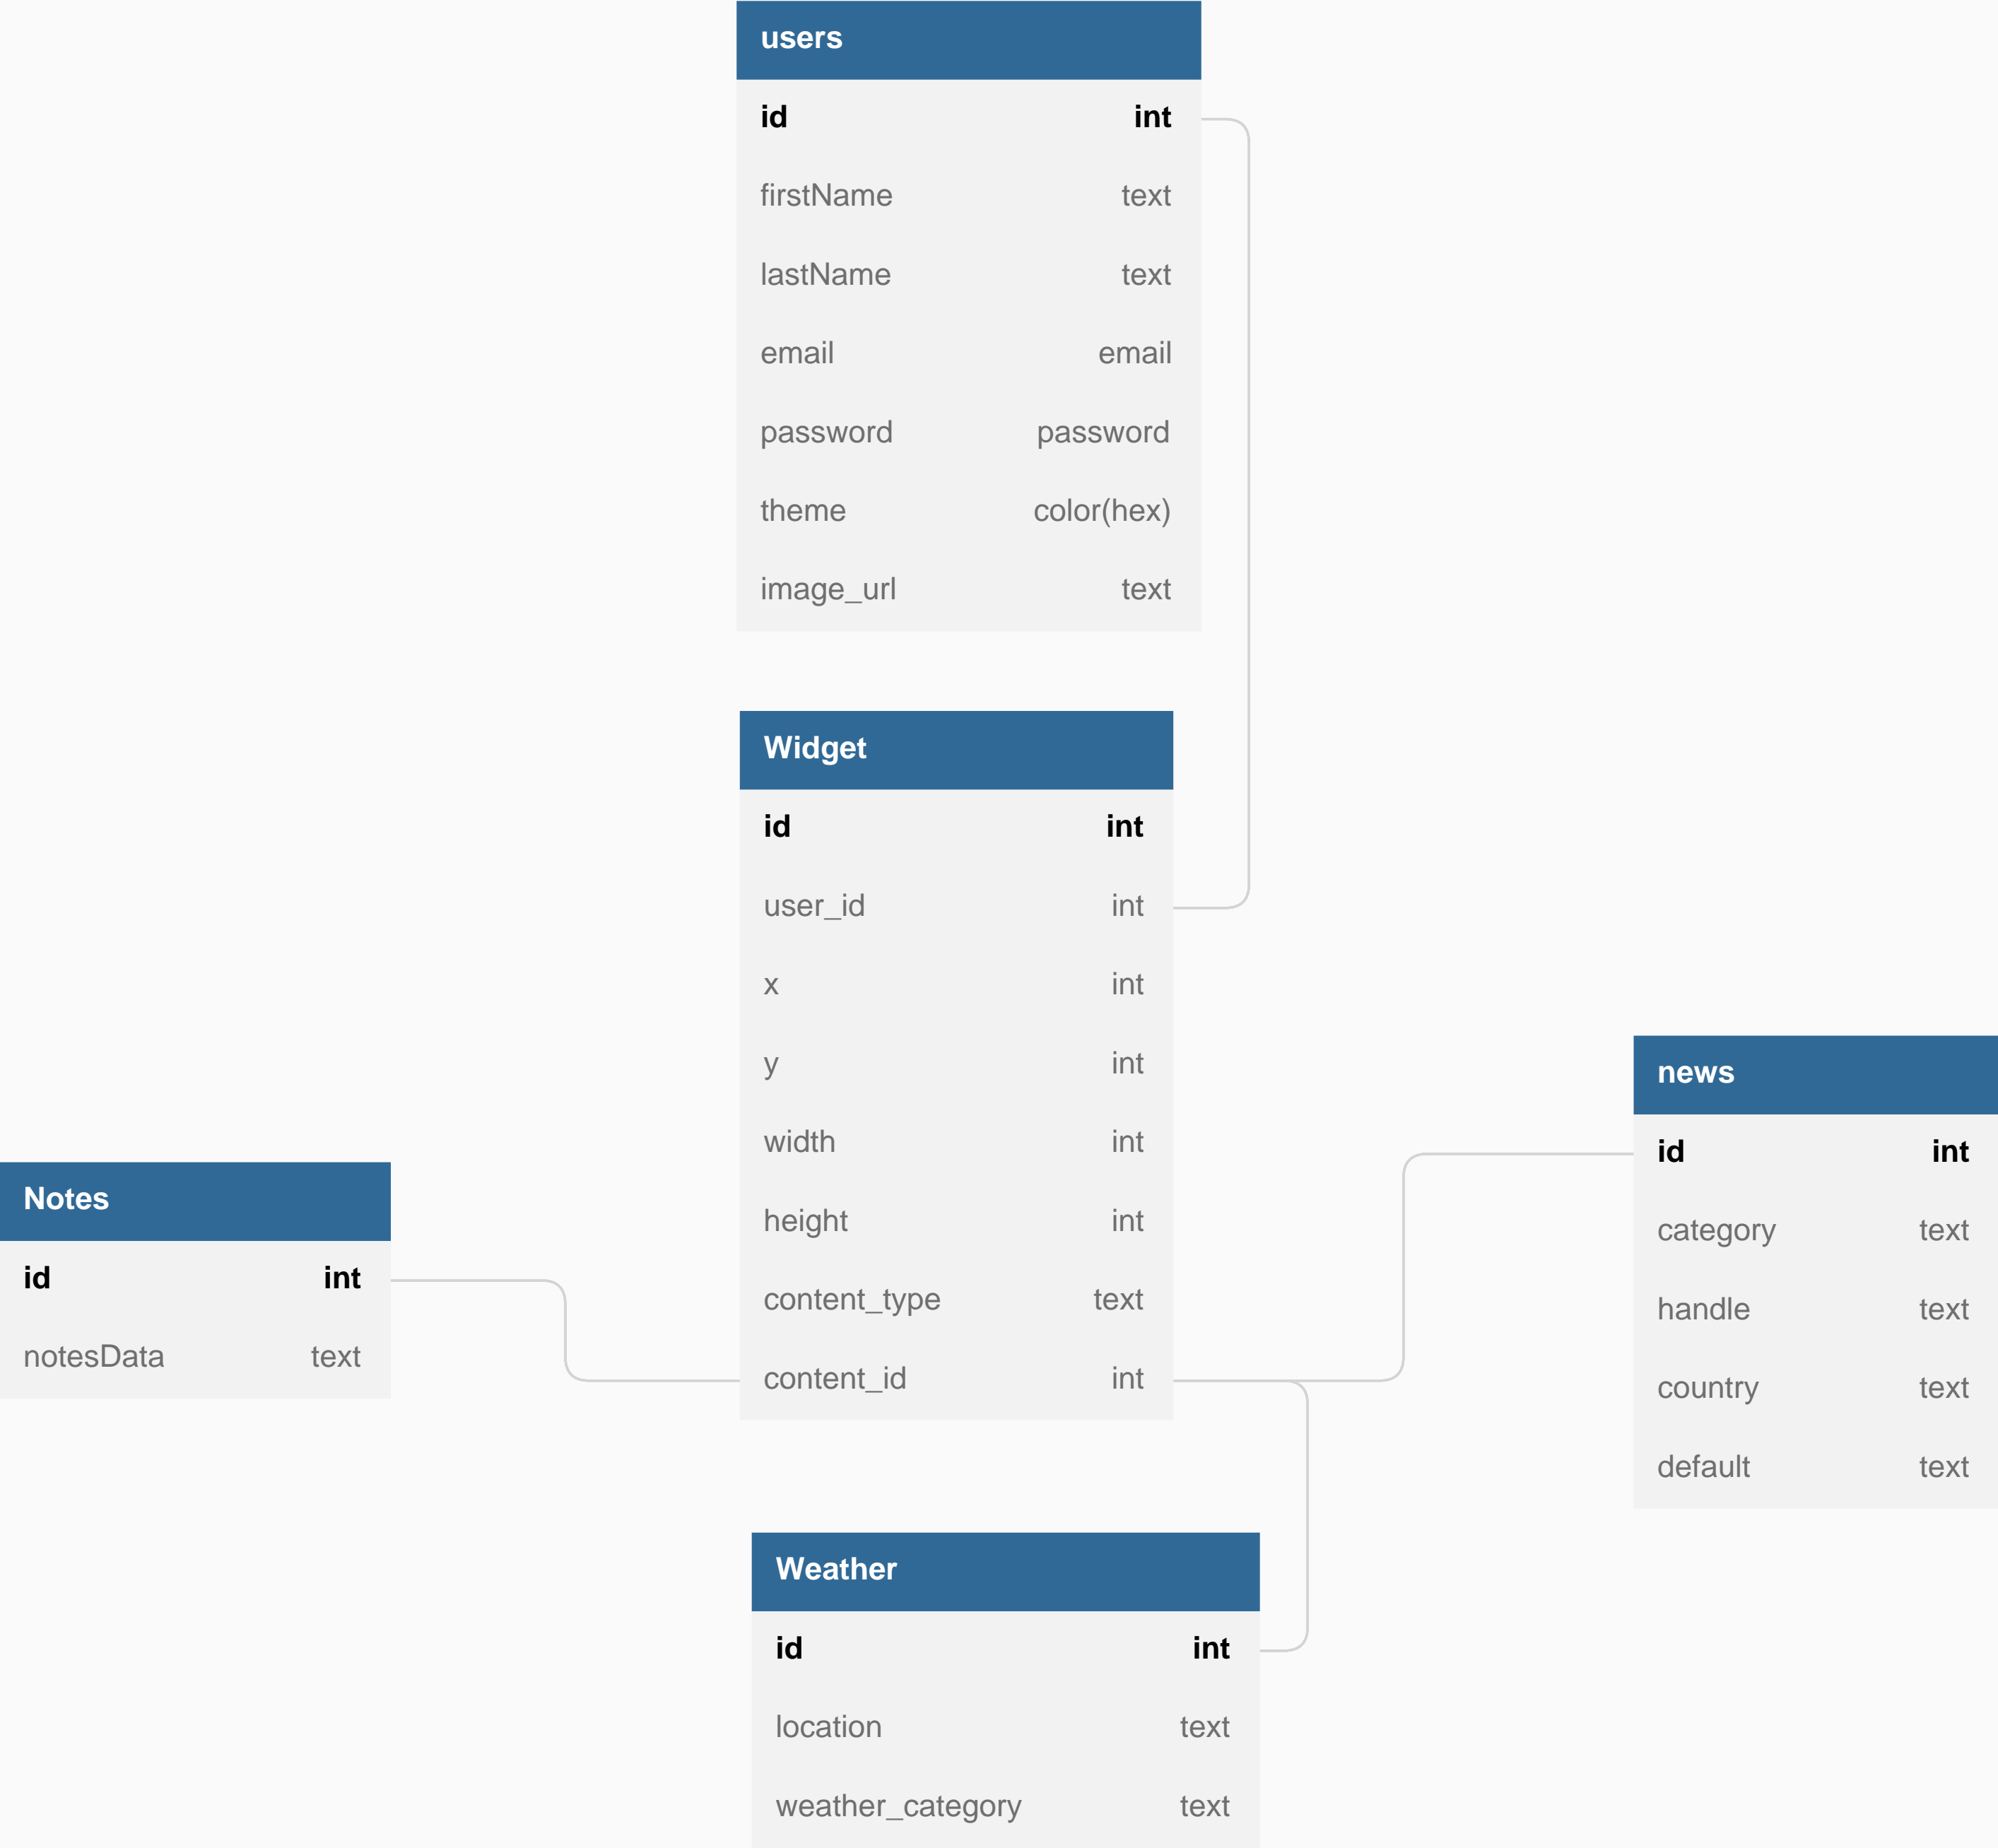 users
id int
firstName text
lastName text
email email
password password
theme color(hex)
image_url text
Widget
id int
user_id int
x int
y int
width int
height int
content_type text
content_id int
Notes
id int
notesData text
news
id int
category text
handle text
country text
default text
Weather
id int
location text
weather_category text